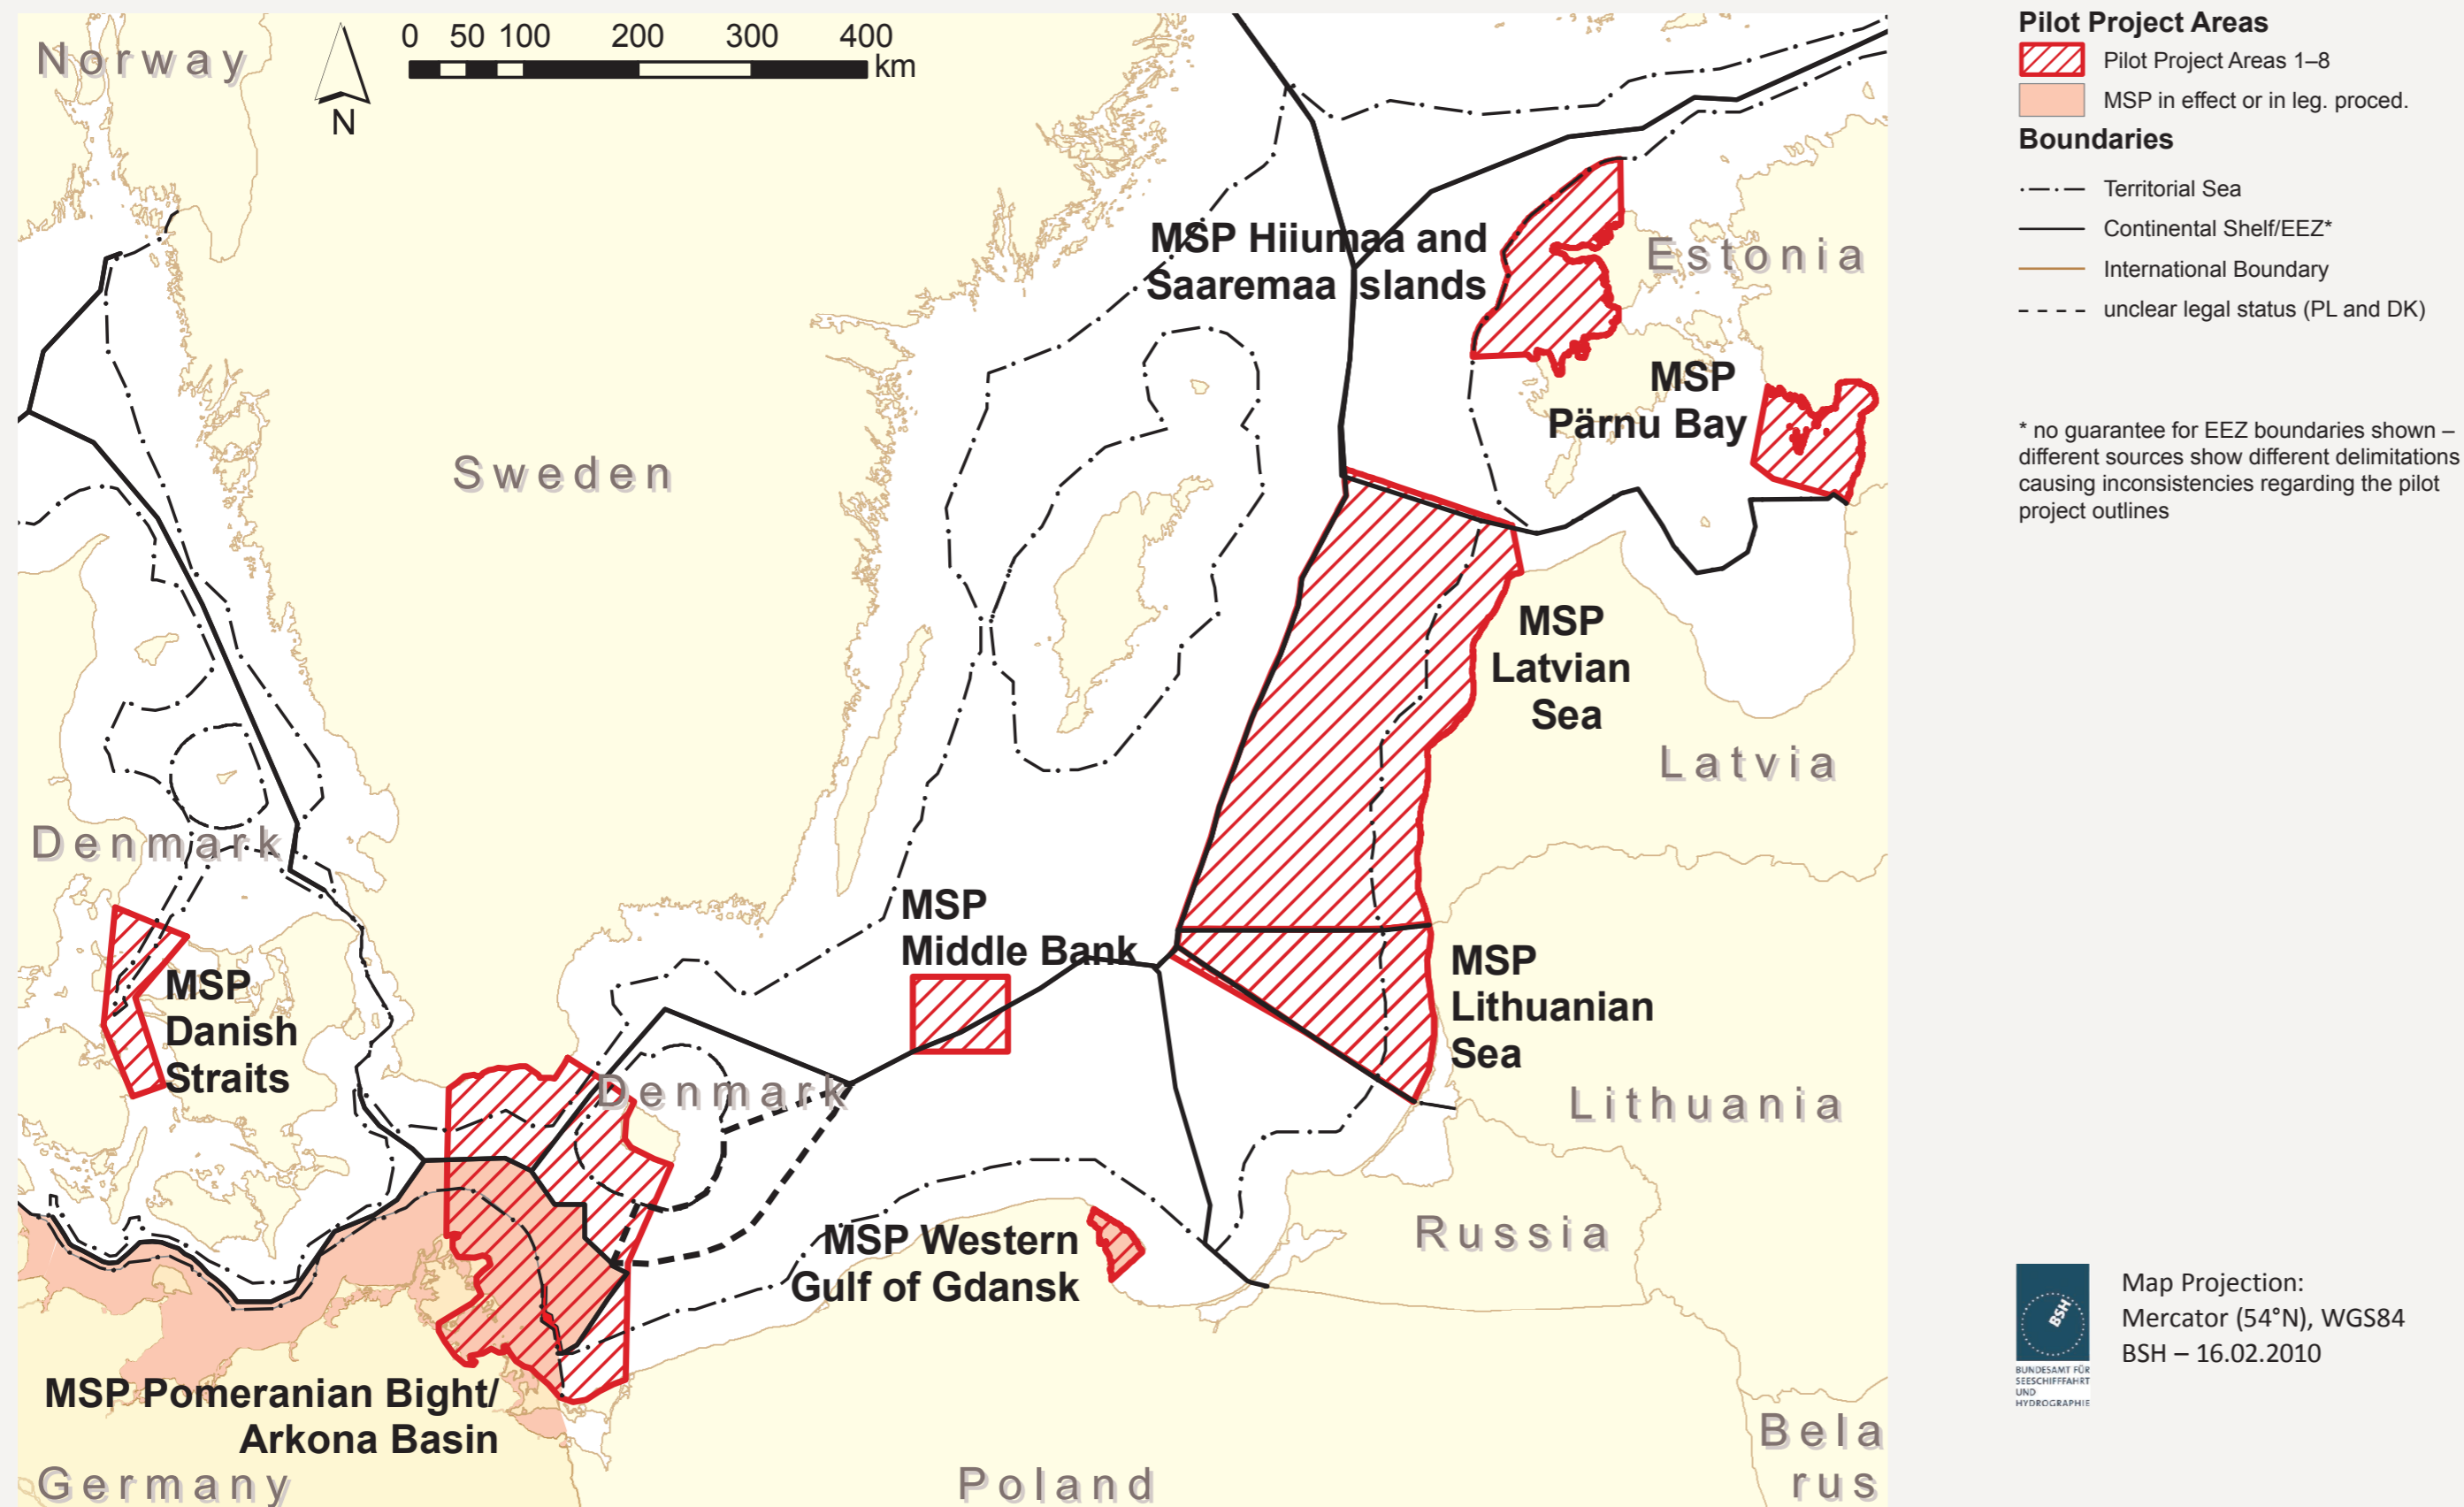 Norway
0 50 100 200 300 400
km
N
MSP Hiiumaa and
Saaremaa Islands
Estonia
MSP
Pärnu Bay
Sweden
MSP
Latvian
Sea
Latvia
Denmark
MSP
Middle Bank
MSP
Danish
Straits
MSP
Lithuanian
Sea
Denmark
Lithuania
MSP Western
Gulf of Gdansk
Russia
MSP Pomeranian Bight/
Arkona Basin
Germany
Poland
Bela
rus
Pilot Project Areas
Pilot Project Areas 1–8
MSP in effect or in leg. proced.
Boundaries
Territorial Sea
Continental Shelf/EEZ*
International Boundary
unclear legal status (PL and DK)
* no guarantee for EEZ boundaries shown –
different sources show different delimitations
causing inconsistencies regarding the pilot
project outlines
BSH
BUNDESAMT FÜR
SEESCHIFFFAHRT
UND
HYDROGRAPHIE
Map Projection:
Mercator (54°N), WGS84
BSH – 16.02.2010